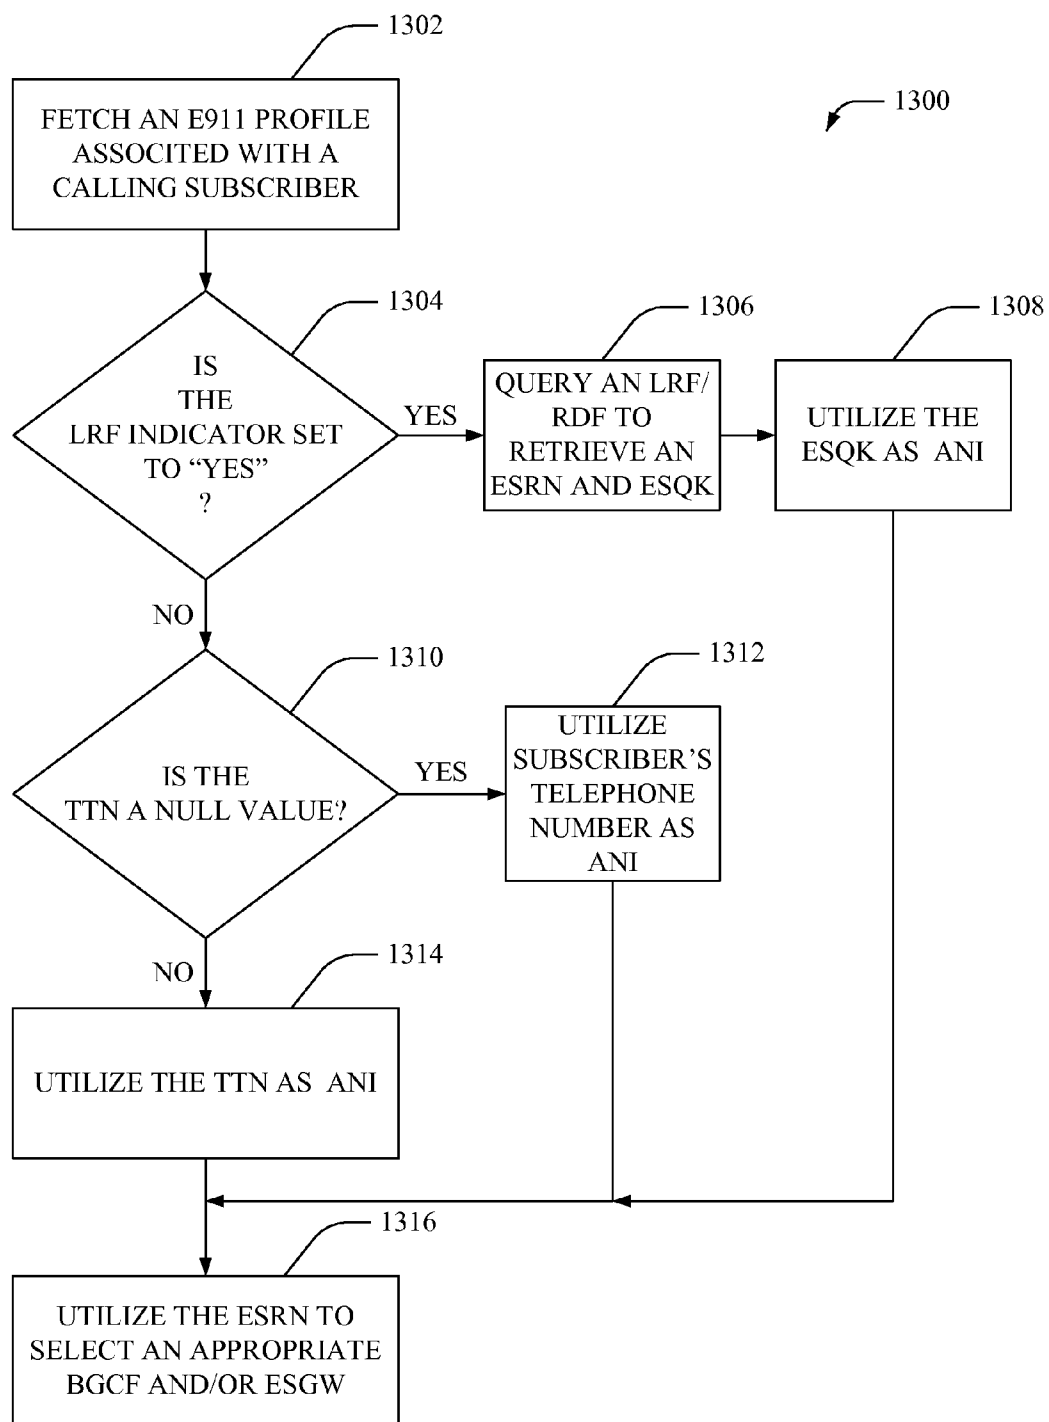 1302
FETCH AN E911 PROFILE
ASSOCITED WITH A
CALLING SUBSCRIBER
1300
1304
IS
THE
LRF INDICATOR SET
TO “YES”
?
YES
1306
QUERY AN LRF/
RDF TO
RETRIEVE AN
ESRN AND ESQK
1308
UTILIZE THE
ESQK AS ANI
NO
1310
IS THE
TTN A NULL VALUE?
YES
1312
UTILIZE
SUBSCRIBER’S
TELEPHONE
NUMBER AS
ANI
NO
1314
UTILIZE THE TTN AS ANI
1316
UTILIZE THE ESRN TO
SELECT AN APPROPRIATE
BGCF AND/OR ESGW